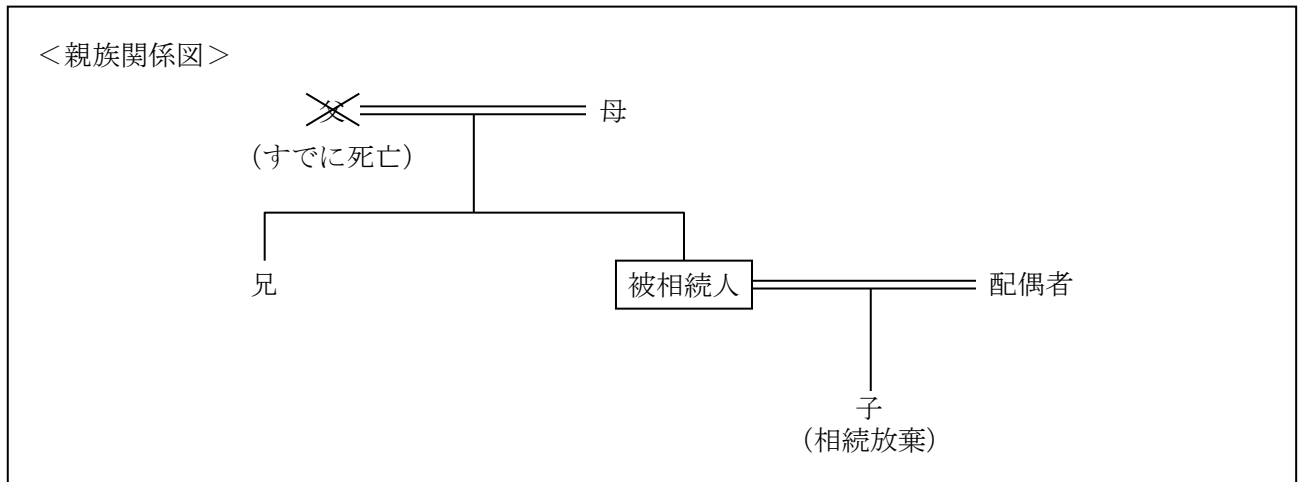 ＜親族関係図＞
父 母
（すでに死亡）
兄 被相続人 配偶者
子
（相続放棄）